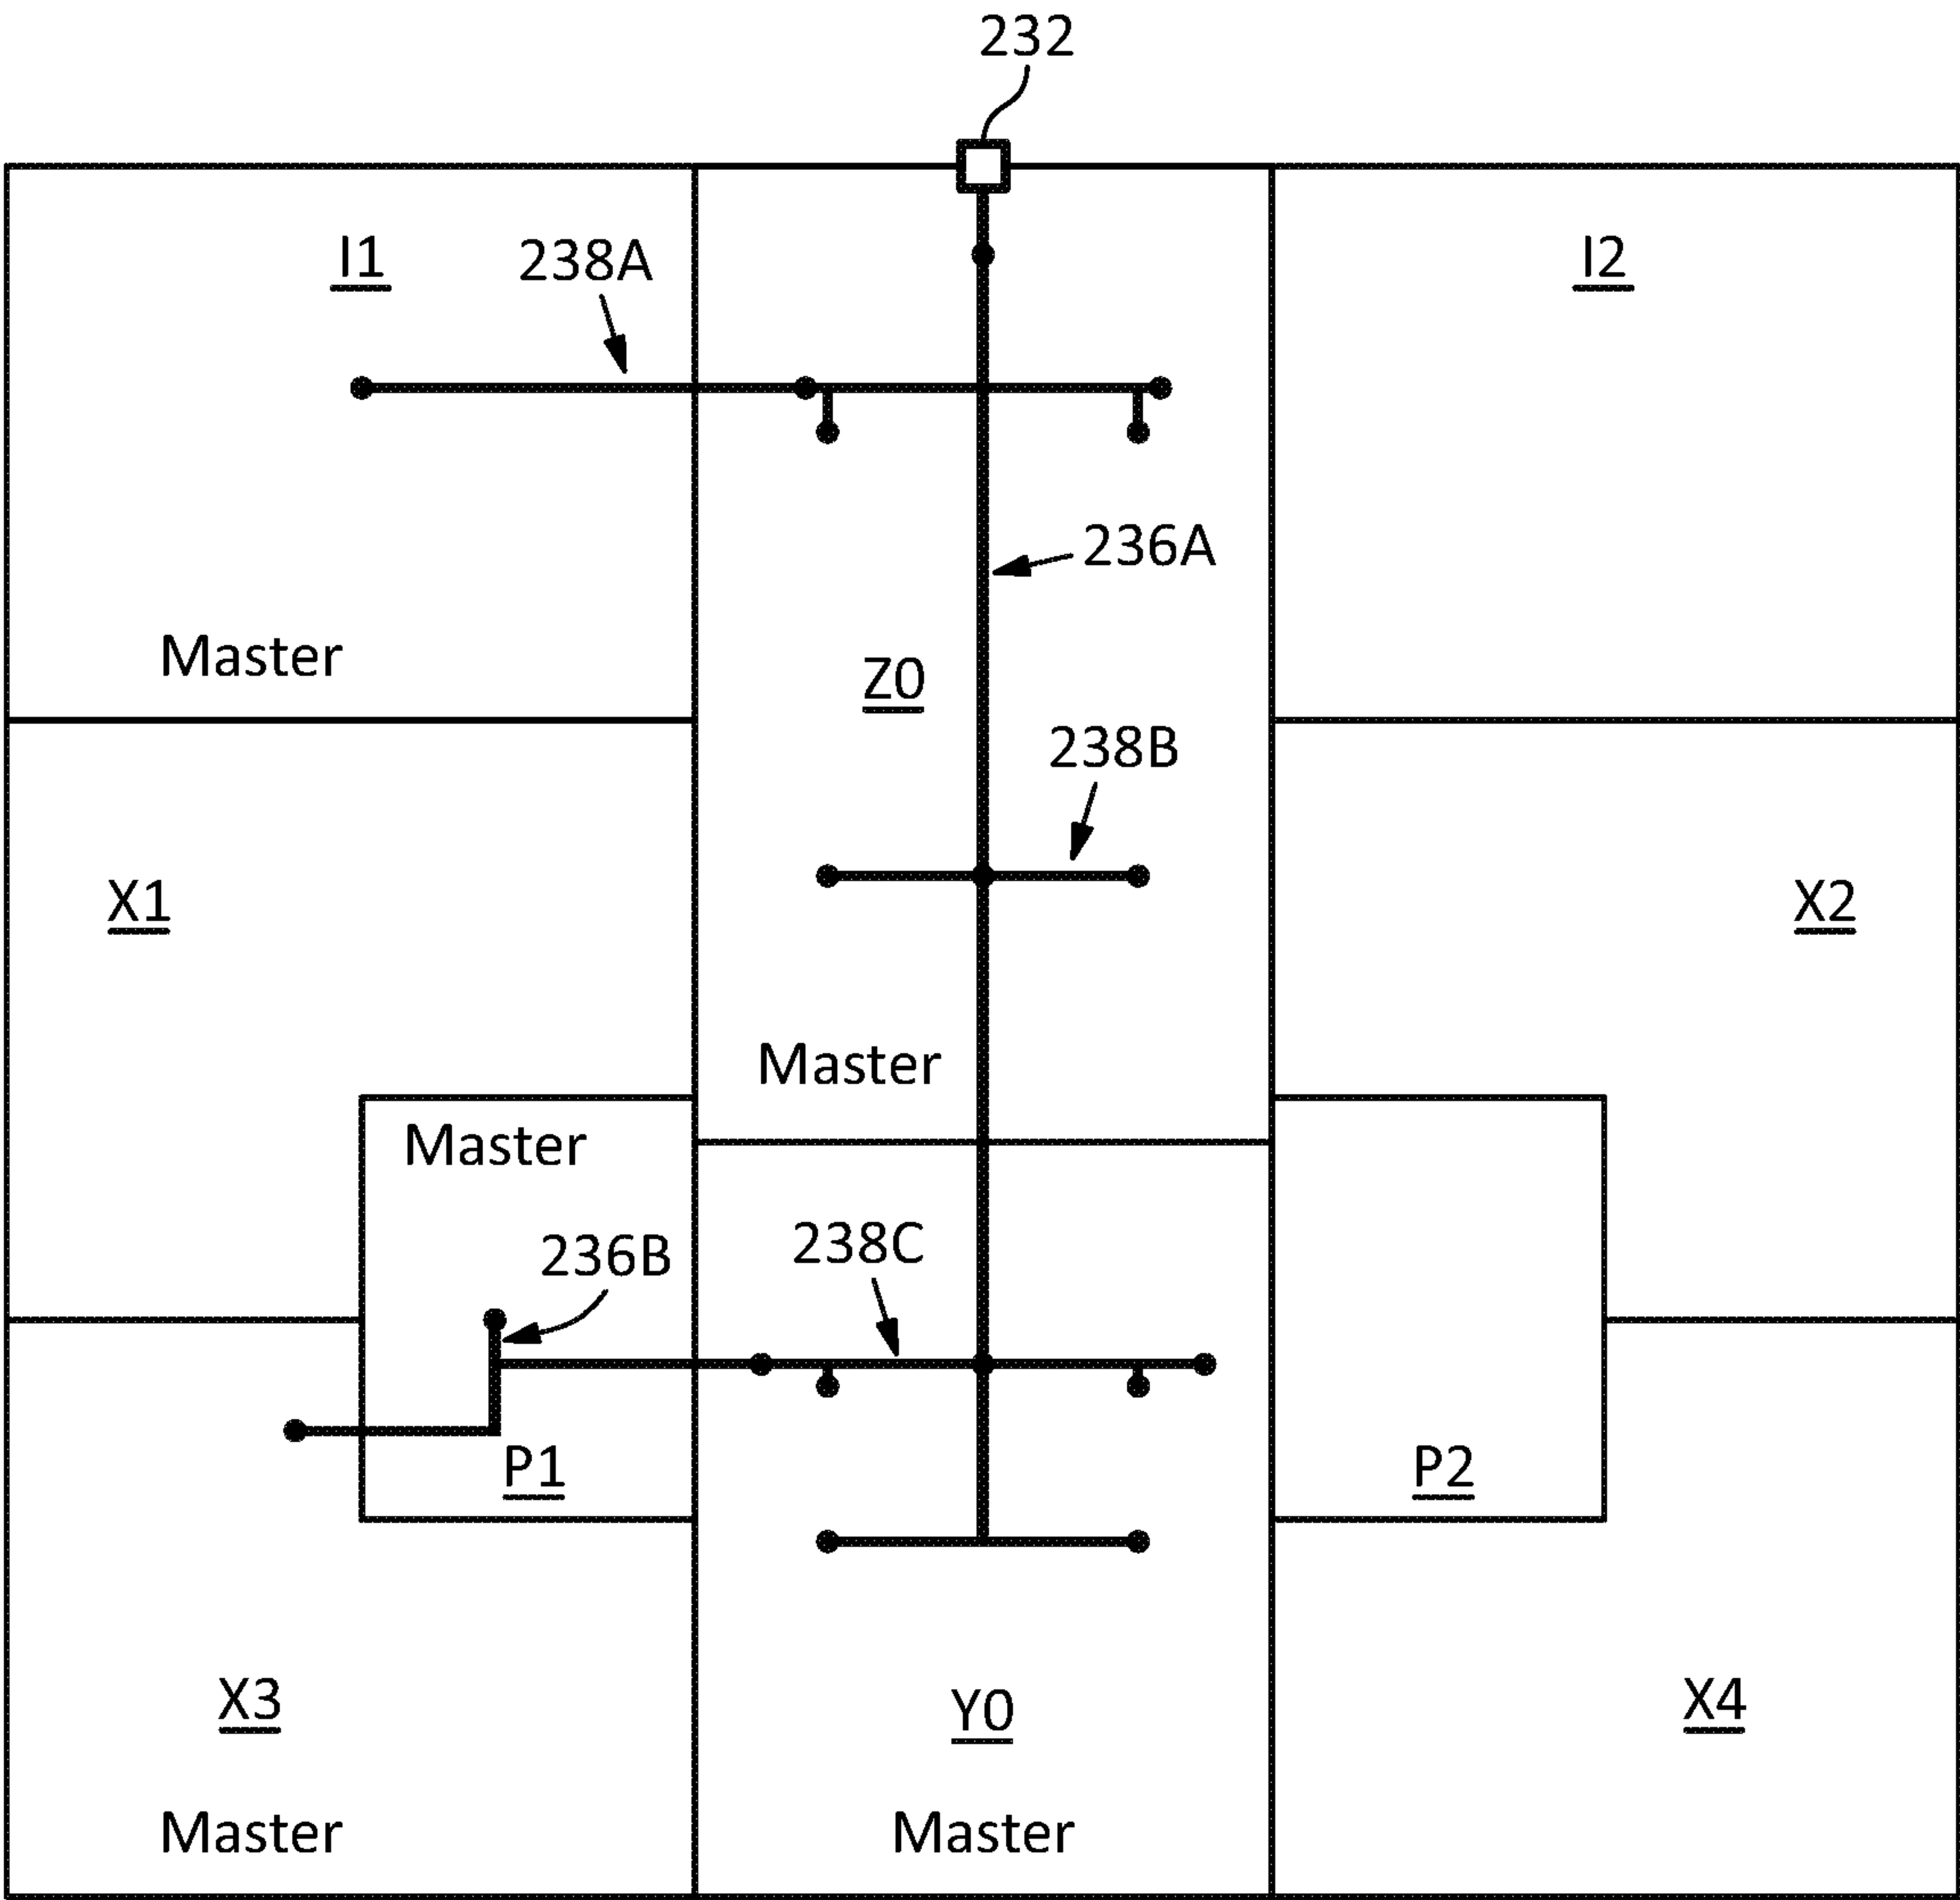 232
I1
238A
I2
236A
Master
Z0
238B
X1
X2
Master
Master
236B
238C
P1
P2
X3
Y0
X4
Master
Master